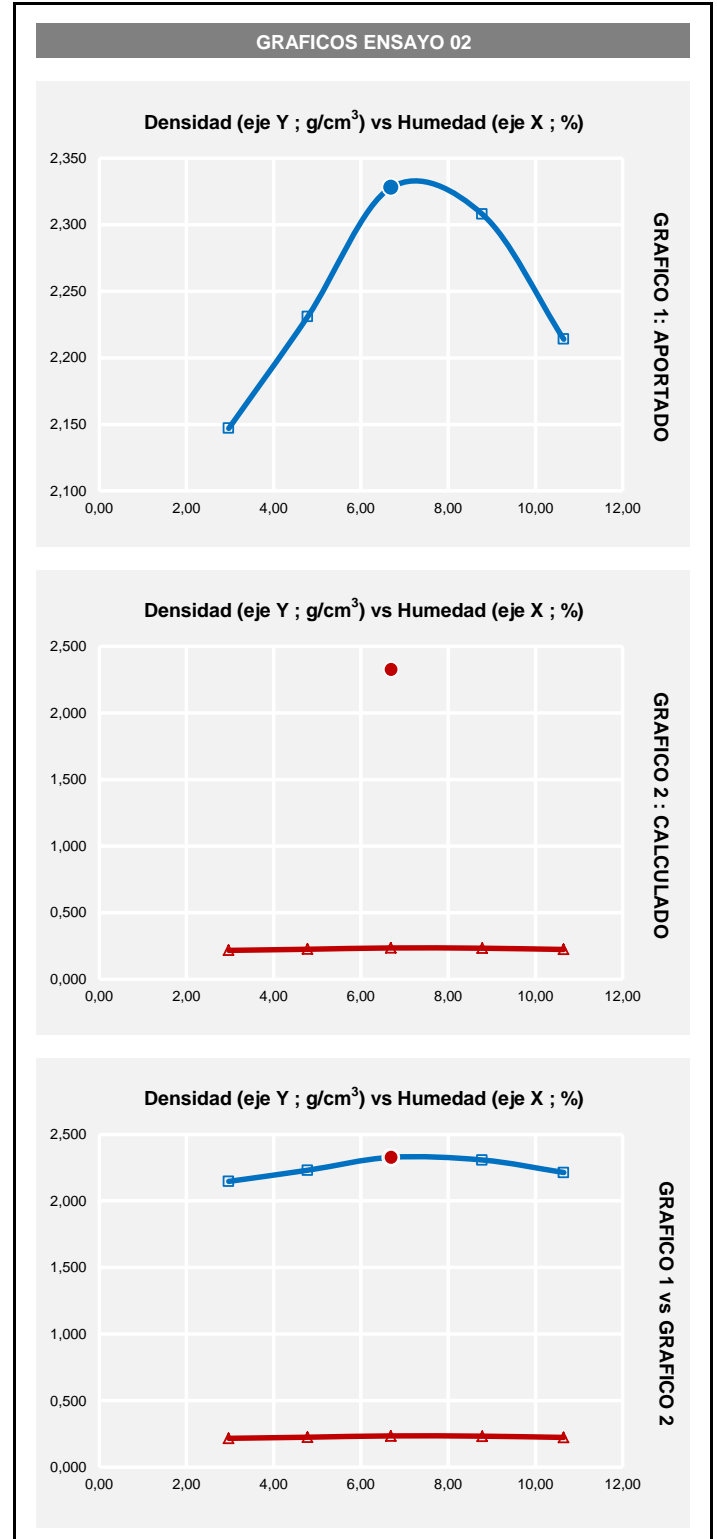 GRAFICOS ENSAYO 02
Densidad (eje Y ; g/cm³) vs Humedad (eje X ; %)
2,350
2,300
2,250
2,200
2,150
2,100
0,00 2,00 4,00 6,00 8,00 10,00 12,00
GRAFICO 1: APORTADO
Densidad (eje Y ; g/cm³) vs Humedad (eje X ; %)
2,500
2,000
1,500
1,000
0,500
0,000
0,00 2,00 4,00 6,00 8,00 10,00 12,00
GRAFICO 2 : CALCULADO
Densidad (eje Y ; g/cm³) vs Humedad (eje X ; %)
2,500
2,000
1,500
1,000
0,500
0,000
0,00 2,00 4,00 6,00 8,00 10,00 12,00
GRAFICO 1 vs GRAFICO 2